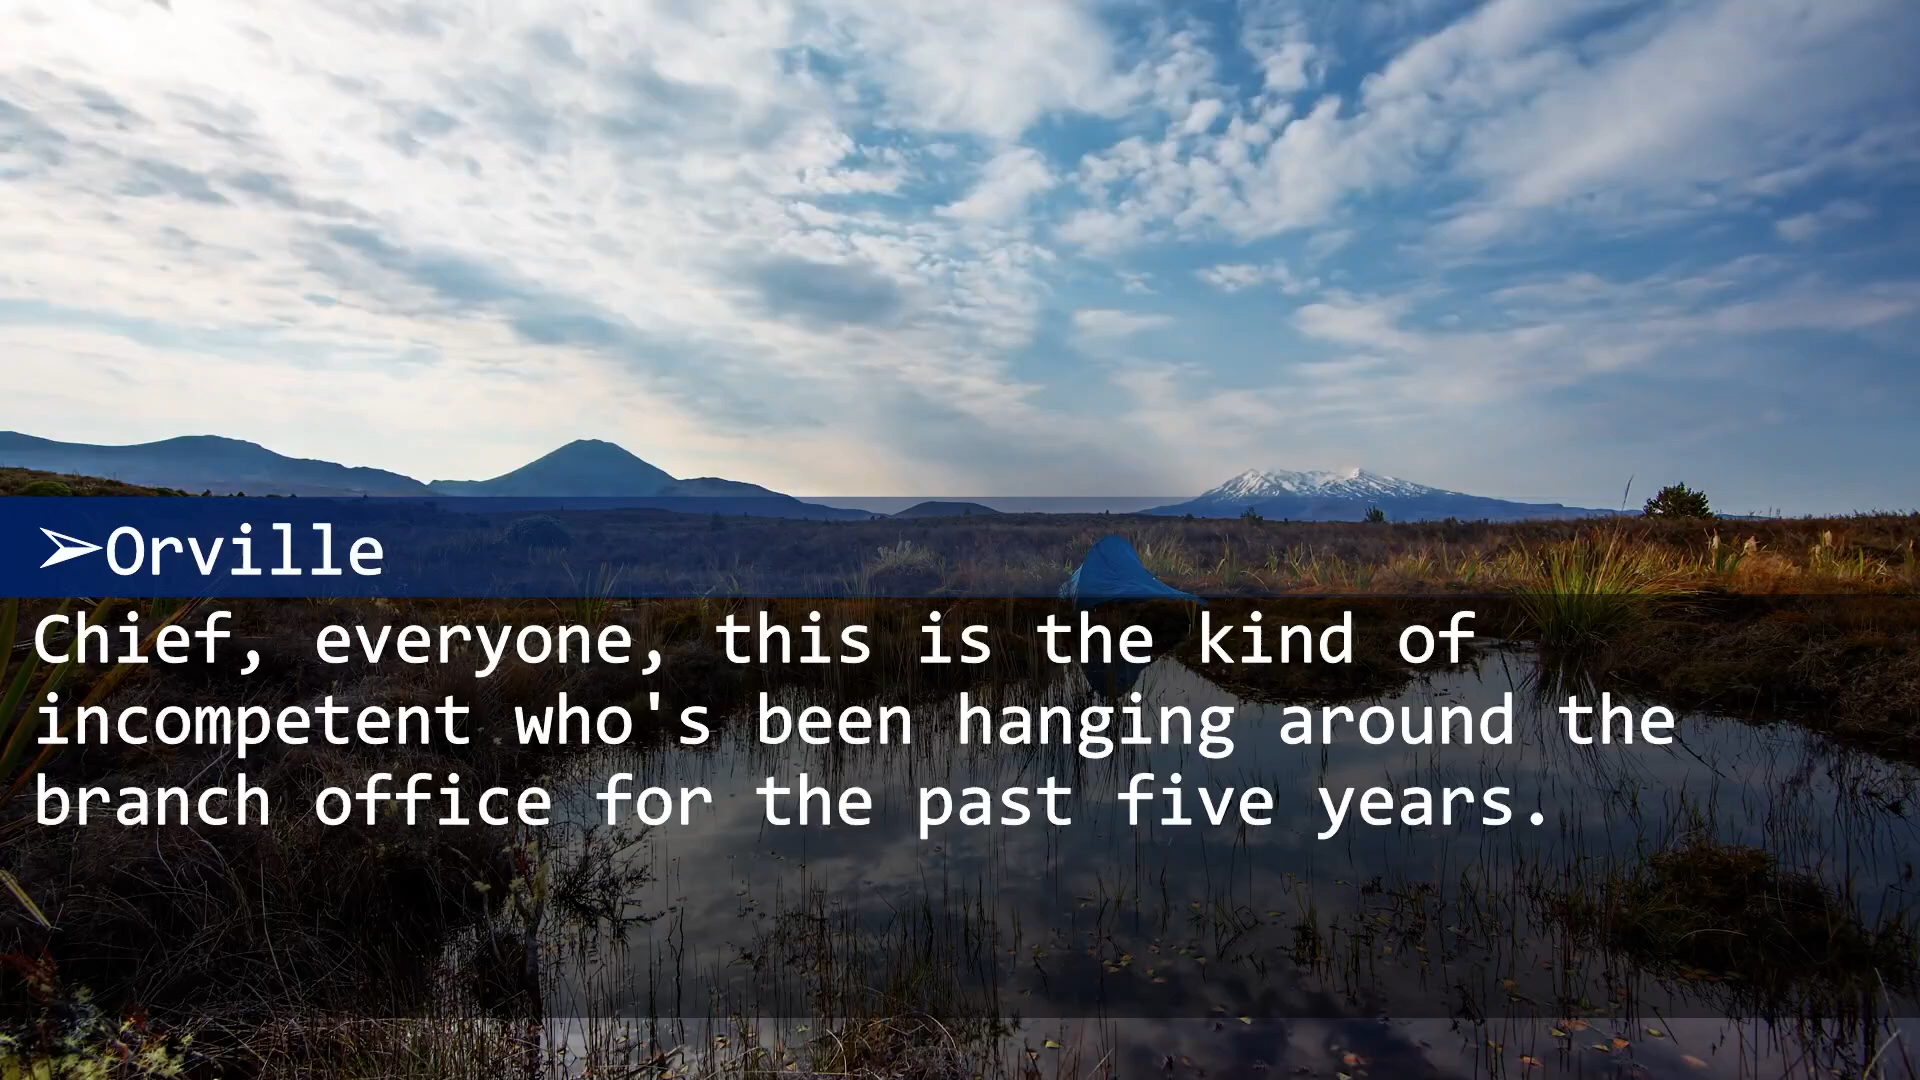 ➢Orville
Chief, everyone, this is the kind of
incompetent who's been hanging around the
branch office for the past five years.